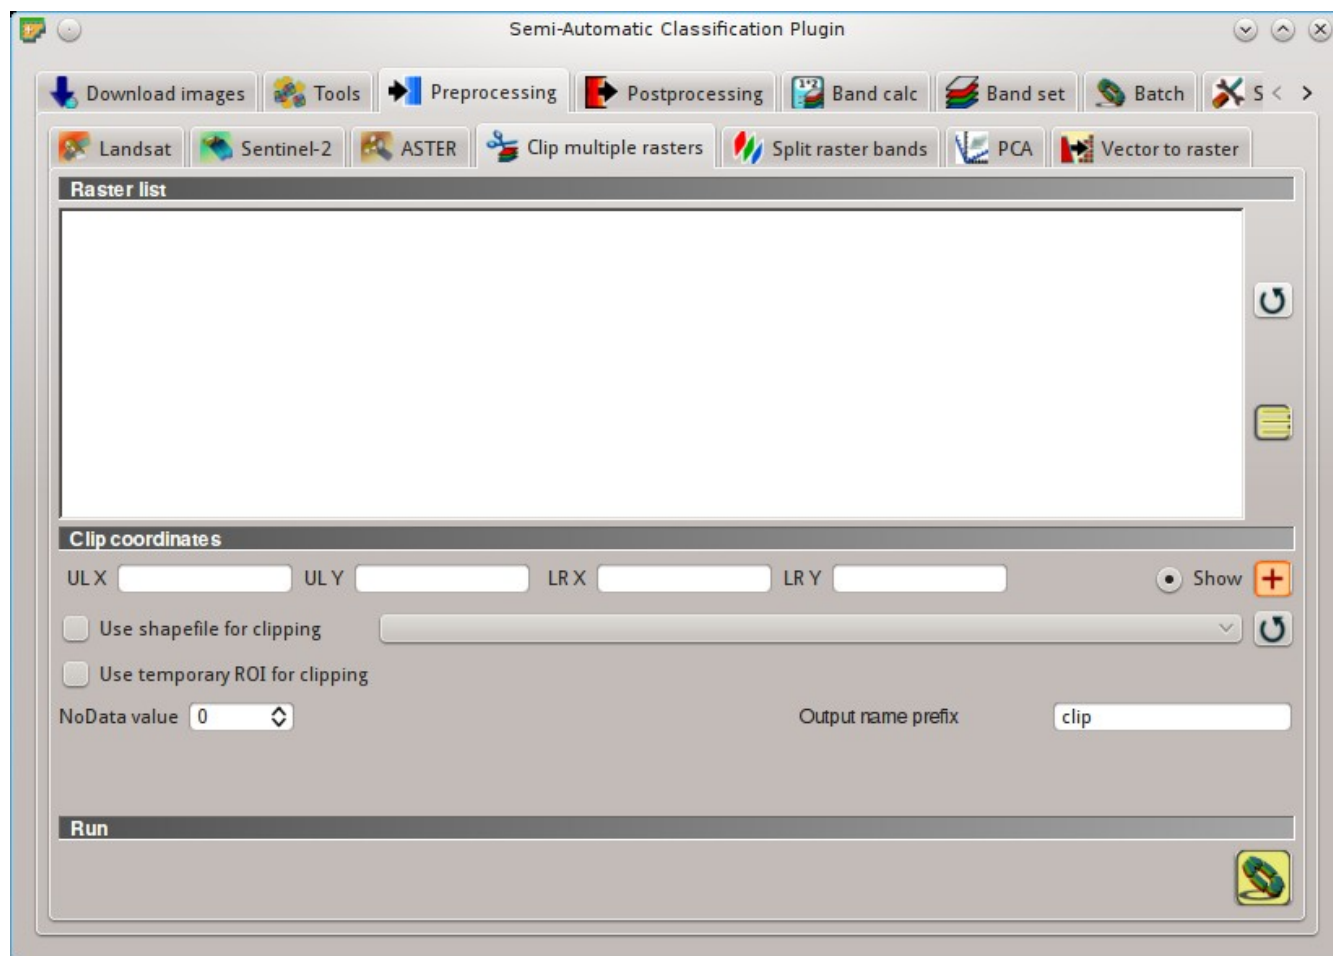 Semi-Automatic Classification Plugin
Download images Tools Preprocessing Postprocessing Band calc Band set Batch S
Landsat Sentinel-2 ASTER Clip multiple rasters Split raster bands PCA Vector to raster
Raster list
Clip coordinates
UL X UL Y LR X LR Y Show
Use shapefile for clipping
Use temporary ROI for clipping
NoData value 0 Output name prefix clip
Run